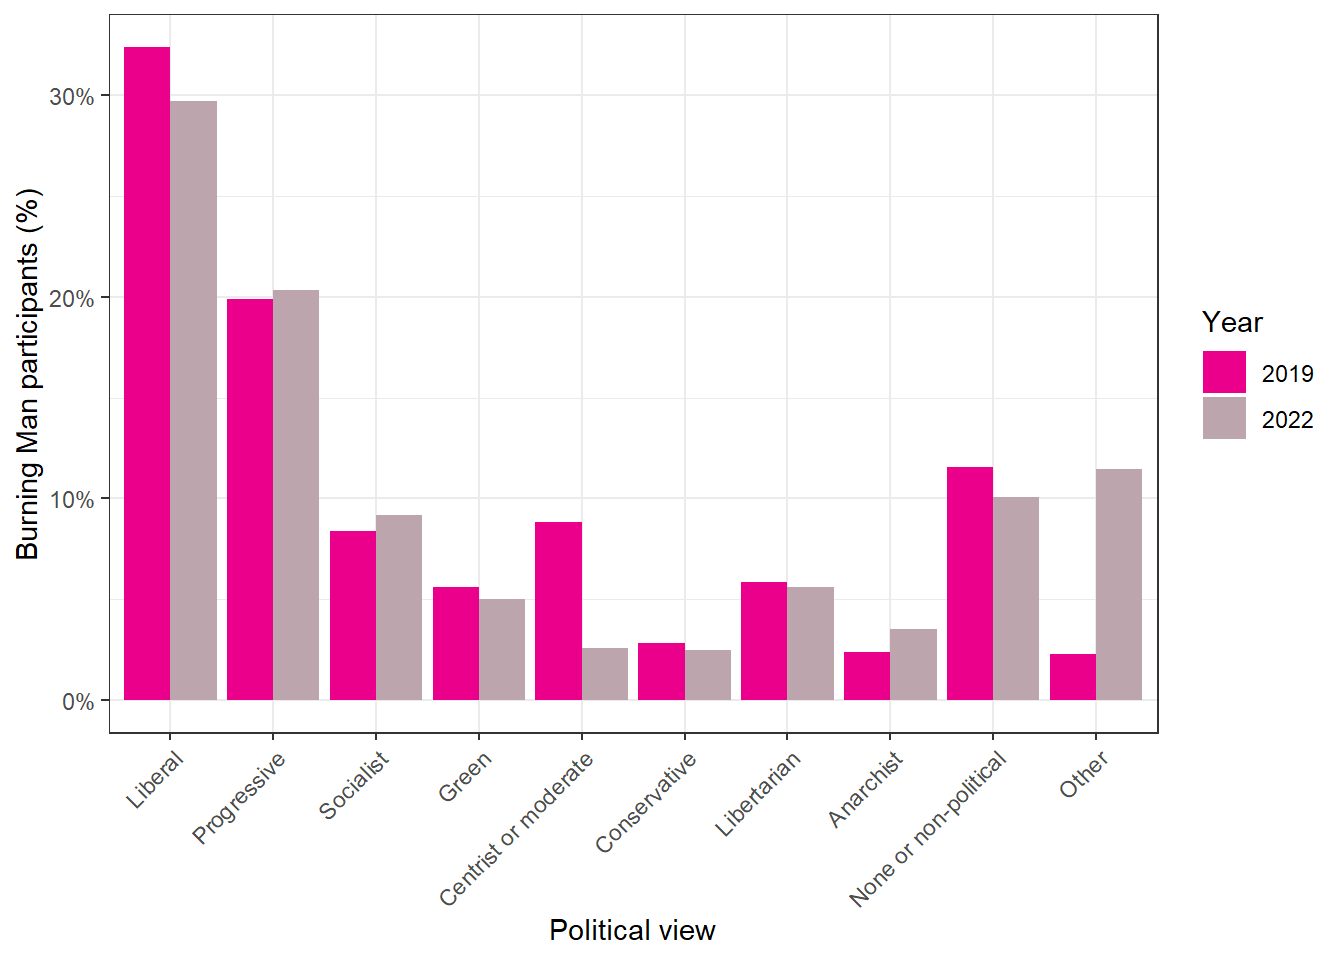 Burning Man participants (%)
30%
20%
10%
0%
Liberal
Progressive
Socialist
Green
Centrist or moderate
Conservative
Libertarian
Anarchist
None or non-political
Other
Political view
Year
2019
2022